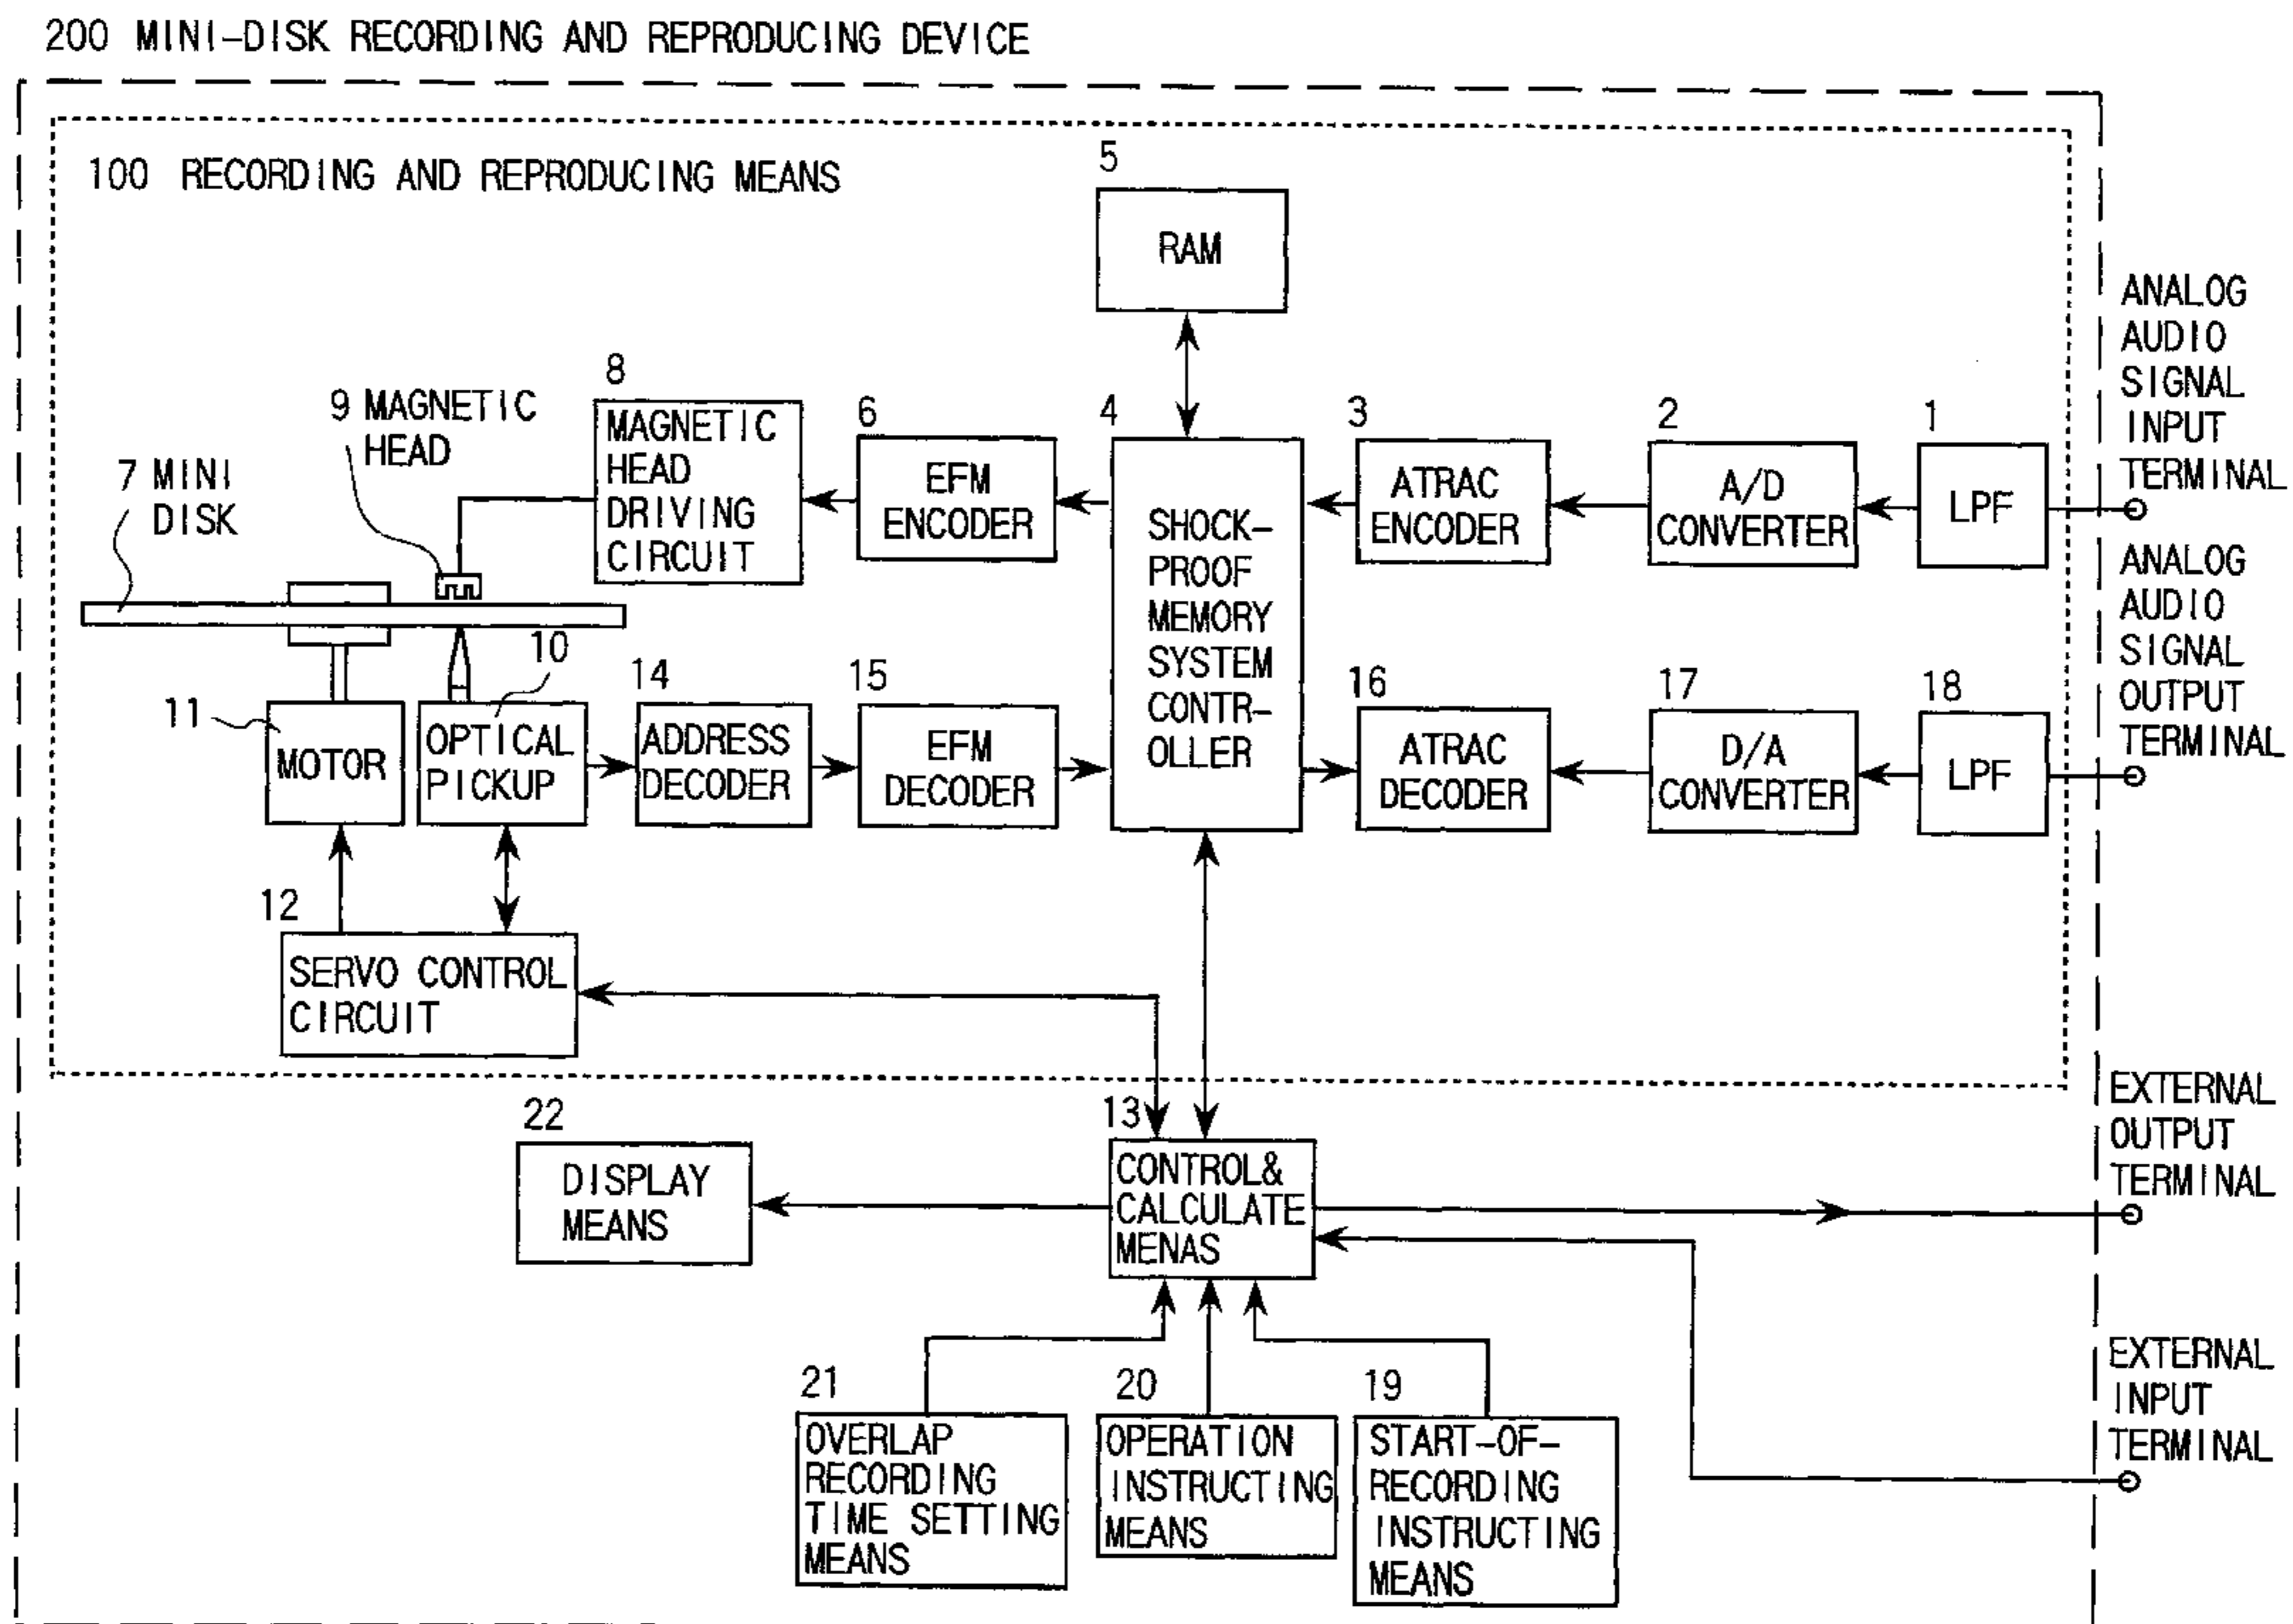 200 MINI-DISK RECORDING AND REPRODUCING DEVICE
100 RECORDING AND REPRODUCING MEANS
5
RAM
ANALOG
AUDIO
SIGNAL
INPUT
TERMINAL
9 MAGNETIC
HEAD
8
MAGNETIC
HEAD
DRIVING
CIRCUIT
6
EFM
ENCODER
4
SHOCK-
PROOF
MEMORY
SYSTEM
CONTR-
OLLER
3
ATRAC
ENCODER
2
A/D
CONVERTER
1
LPF
7 MINI
DISK
ANALOG
AUDIO
SIGNAL
OUTPUT
TERMINAL
11
MOTOR
10
OPTICAL
PICKUP
14
ADDRESS
DECODER
15
EFM
DECODER
16
ATRAC
DECODER
17
D/A
CONVERTER
18
LPF
12
SERVO CONTROL
CIRCUIT
22
DISPLAY
MEANS
13
CONTROL&
CALCULATE
MENAS
EXTERNAL
OUTPUT
TERMINAL
21
OVERLAP
RECORDING
TIME SETTING
MEANS
20
OPERATION
INSTRUCTING
MEANS
19
START-OF-
RECORDING
INSTRUCTING
MEANS
EXTERNAL
INPUT
TERMINAL